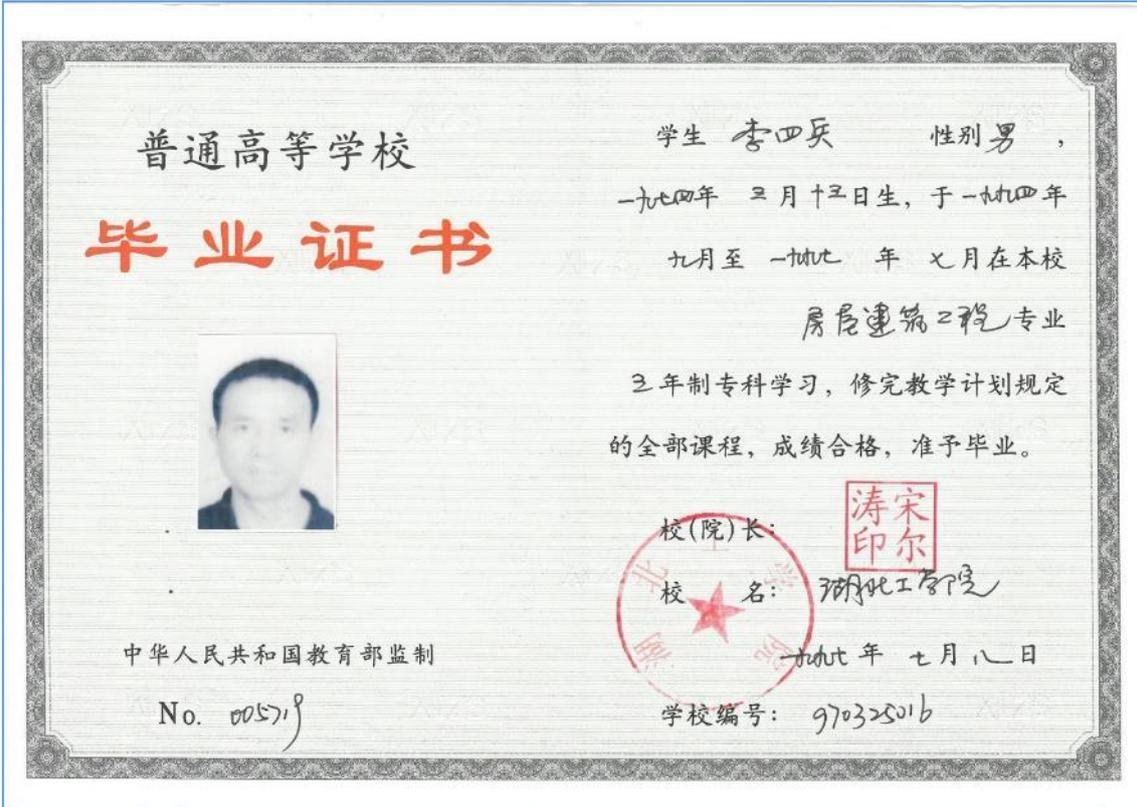 普通高等学校
毕业证书
中华人民共和国教育部监制
No. 005719
学生 李四兵 性别 男 ，
一九七四年 三月十三日生，于一九九四年
九月至 一九九七 年 七月在本校
房屋建筑工程专业
三年制专科学习，修完教学计划规定
的全部课程，成绩合格，准予毕业。
校(院)长：
宋尔涛印
校 名： 湖北工学院
湖北工学院
一九九七年 七月 八日
学校编号： 97032501b